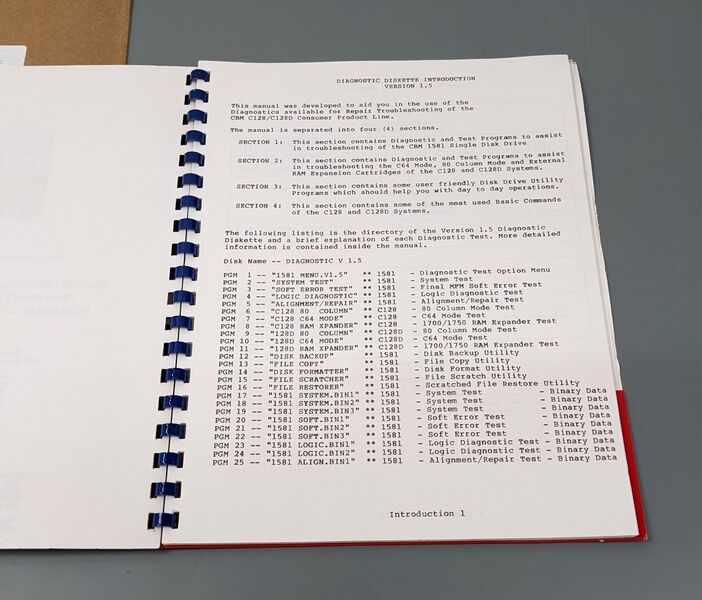 DIAGNOSTIC DISKETTE INTRODUCTION
VERSION 1.5
This manual was developed to aid you in the use of the
Diagnostics available for Repair Troubleshooting of the
CBM C128/C128D Consumer Product Line.
The manual is separated into four (4) sections.
SECTION 1: This section contains Diagnostic and Test Programs to assist
in troubleshooting of the CBM 1581 Single Disk Drive
SECTION 2: This section contains Diagnostic and Test Programs to assist
in troubleshooting the C64 Mode, 80 Column Mode and External
RAM Expansion Cartridges of the C128 and C128D Systems.
SECTION 3: This section contains some user friendly Disk Drive Utility
Programs which should help you with day to day operations.
SECTION 4: This section contains some of the most used Basic Commands
of the C128 and C128D Systems.
The following listing is the directory of the Version 1.5 Diagnostic
Diskette and a brief explanation of each Diagnostic Test. More detailed
information is contained inside the manual.
Disk Name -- DIAGNOSTIC V 1.5
PGM 1 -- "1581 MENU.V1.5" ** 1581 - Diagnostic Test Option Menu
PGM 2 -- "SYSTEM TEST" ** 1581 - System Test
PGM 3 -- "SOFT ERROR TEST" ** 1581 - Final MFM Soft Error Test
PGM 4 -- "LOGIC DIAGNOSTIC" ** 1581 - Logic Diagnostic Test
PGM 5 -- "ALIGNMENT/REPAIR" ** 1581 - Alignment/Repair Test
PGM 6 -- "C128 80 COLUMN" ** C128 - 80 Column Mode Test
PGM 7 -- "C128 C64 MODE" ** C128 - C64 Mode Test
PGM 8 -- "C128 RAM XPANDER" ** C128 - 1700/1750 RAM Expander Test
PGM 9 -- "128D 80 COLUMN" ** C128D - 80 Column Mode Test
PGM 10 -- "128D C64 MODE" ** C128D - C64 Mode Test
PGM 11 -- "128D RAM XPANDER" ** C128D - 1700/1750 RAM Expander Test
PGM 12 -- "DISK BACKUP" ** 1581 - Disk Backup Utility
PGM 13 -- "FILE COPY" ** 1581 - File Copy Utility
PGM 14 -- "DISK FORMATTER" ** 1581 - Disk Format Utility
PGM 15 -- "FILE SCRATCHER" ** 1581 - File Scratch Utility
PGM 16 -- "FILE RESTORER" ** 1581 - Scratched File Restore Utility
PGM 17 -- "1581 SYSTEM.BIN1" ** 1581 - System Test - Binary Data
PGM 18 -- "1581 SYSTEM.BIN2" ** 1581 - System Test - Binary Data
PGM 19 -- "1581 SYSTEM.BIN3" ** 1581 - System Test - Binary Data
PGM 20 -- "1581 SOFT.BIN1" ** 1581 - Soft Error Test - Binary Data
PGM 21 -- "1581 SOFT.BIN2" ** 1581 - Soft Error Test - Binary Data
PGM 22 -- "1581 SOFT.BIN3" ** 1581 - Soft Error Test - Binary Data
PGM 23 -- "1581 LOGIC.BIN1" ** 1581 - Logic Diagnostic Test - Binary Data
PGM 24 -- "1581 LOGIC.BIN2" ** 1581 - Logic Diagnostic Test - Binary Data
PGM 25 -- "1581 ALIGN.BIN1" ** 1581 - Alignment/Repair Test - Binary Data
Introduction 1